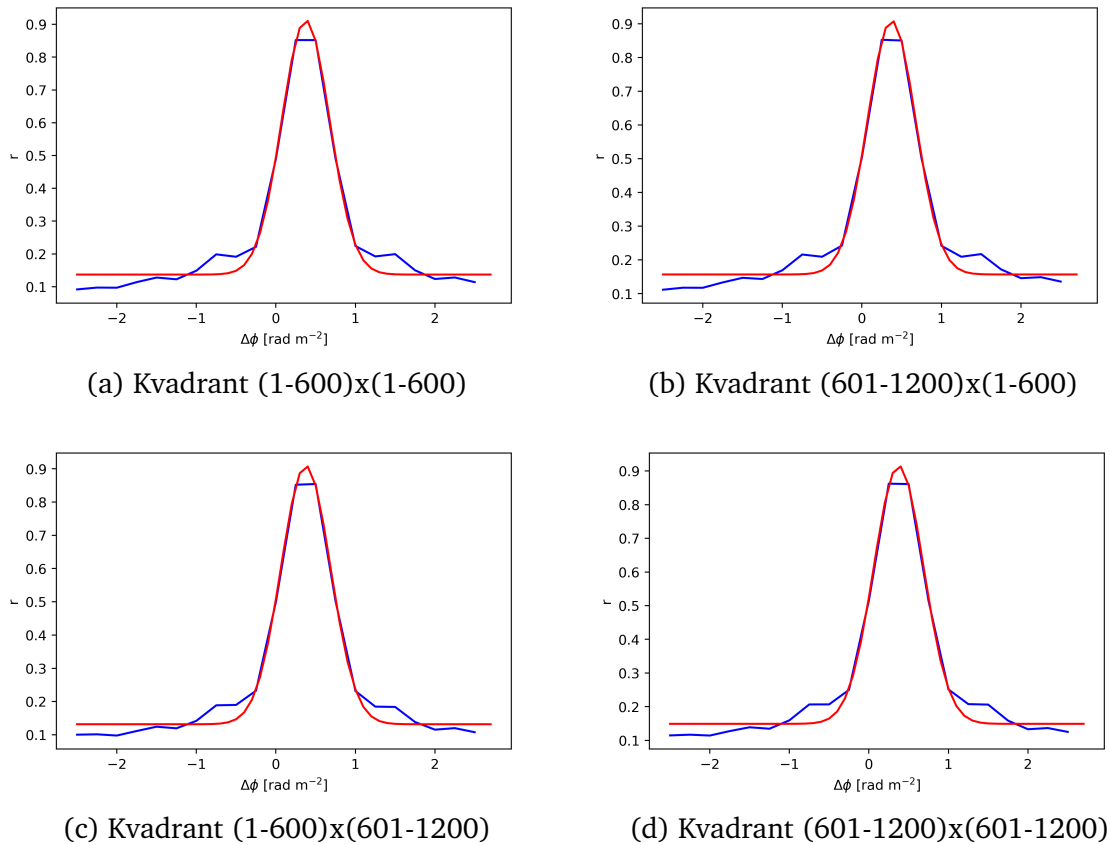 0.9
0.8
0.7
0.6
0.5
0.4
0.3
0.2
0.1
r
−2 −1 0 1 2
Δϕ [rad m⁻²]
(a) Kvadrant (1-600)x(1-600)
0.9
0.8
0.7
0.6
0.5
0.4
0.3
0.2
0.1
r
−2 −1 0 1 2
Δϕ [rad m⁻²]
(b) Kvadrant (601-1200)x(1-600)
0.9
0.8
0.7
0.6
0.5
0.4
0.3
0.2
0.1
r
−2 −1 0 1 2
Δϕ [rad m⁻²]
(c) Kvadrant (1-600)x(601-1200)
0.9
0.8
0.7
0.6
0.5
0.4
0.3
0.2
0.1
r
−2 −1 0 1 2
Δϕ [rad m⁻²]
(d) Kvadrant (601-1200)x(601-1200)